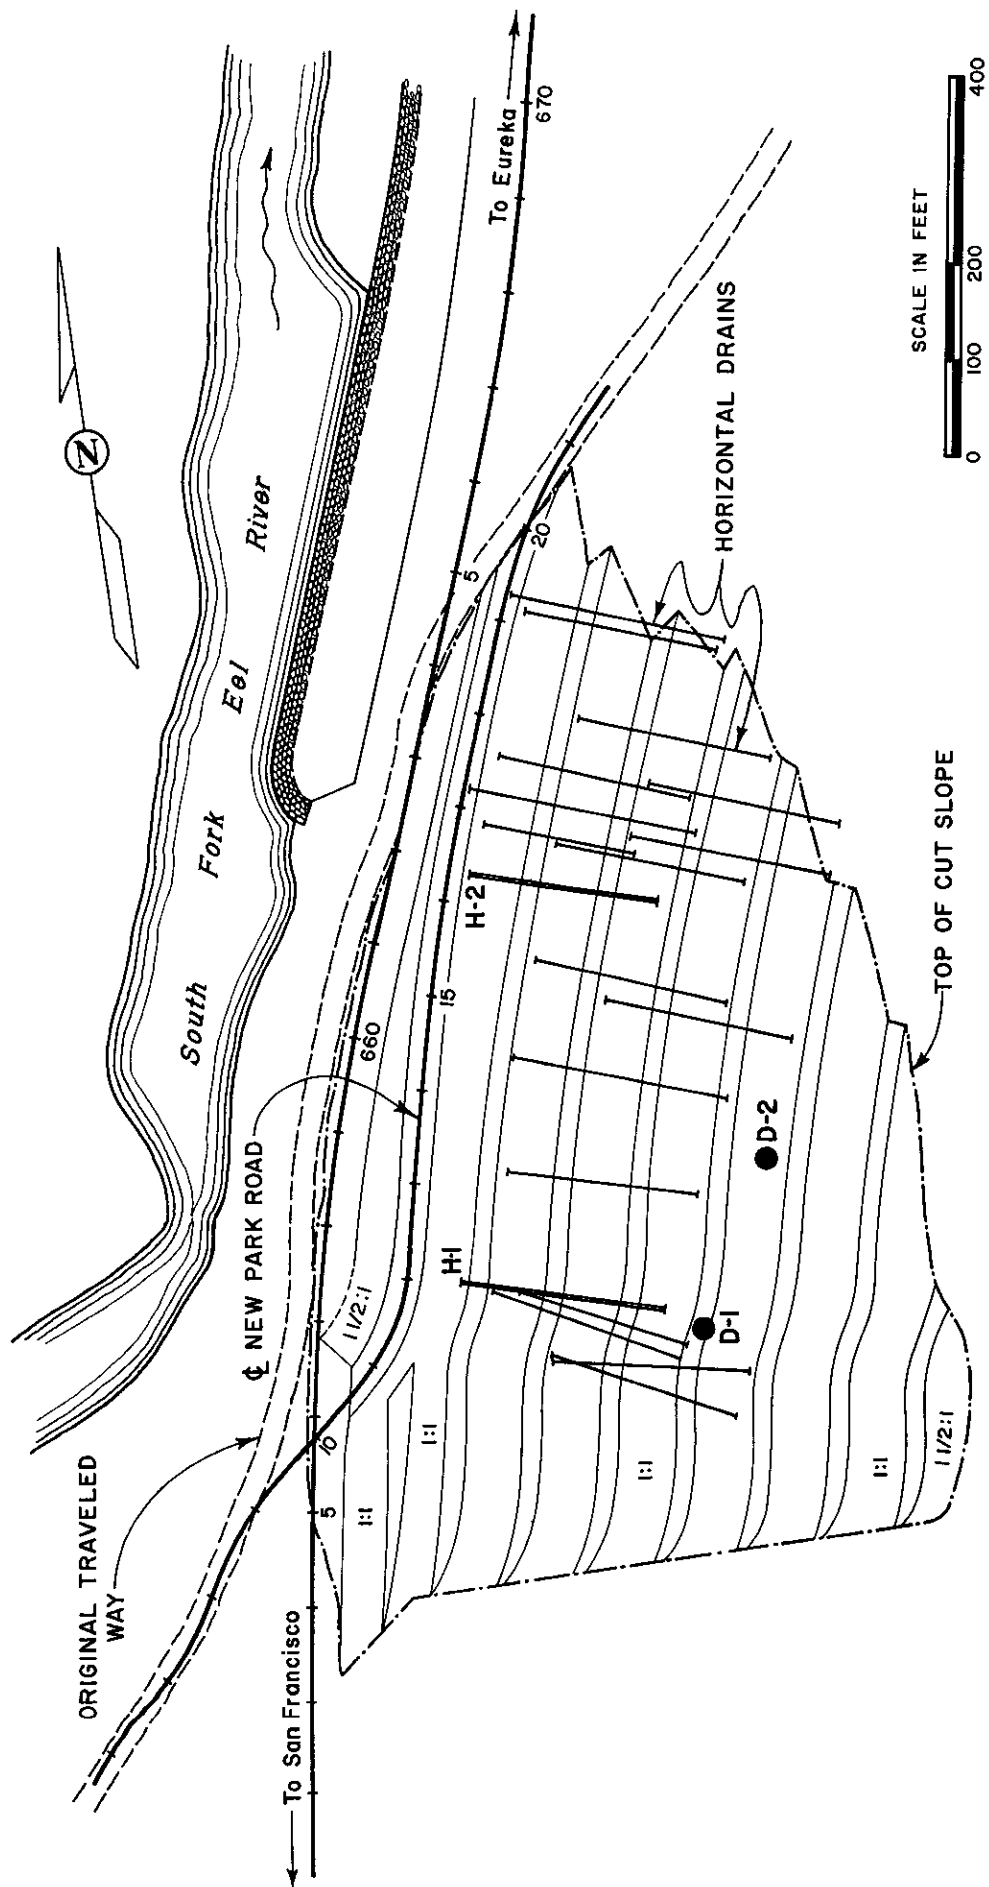 N
South Fork Eel River
To Eureka
670
5
20
660
15
℄ NEW PARK ROAD
ORIGINAL TRAVELED
WAY
10
5
To San Francisco
1 1/2:1
1:1
1:1
1:1
1:1
1 1/2:1
H-1
H-2
D-1
D-2
HORIZONTAL DRAINS
TOP OF CUT SLOPE
SCALE IN FEET
0 100 200 400